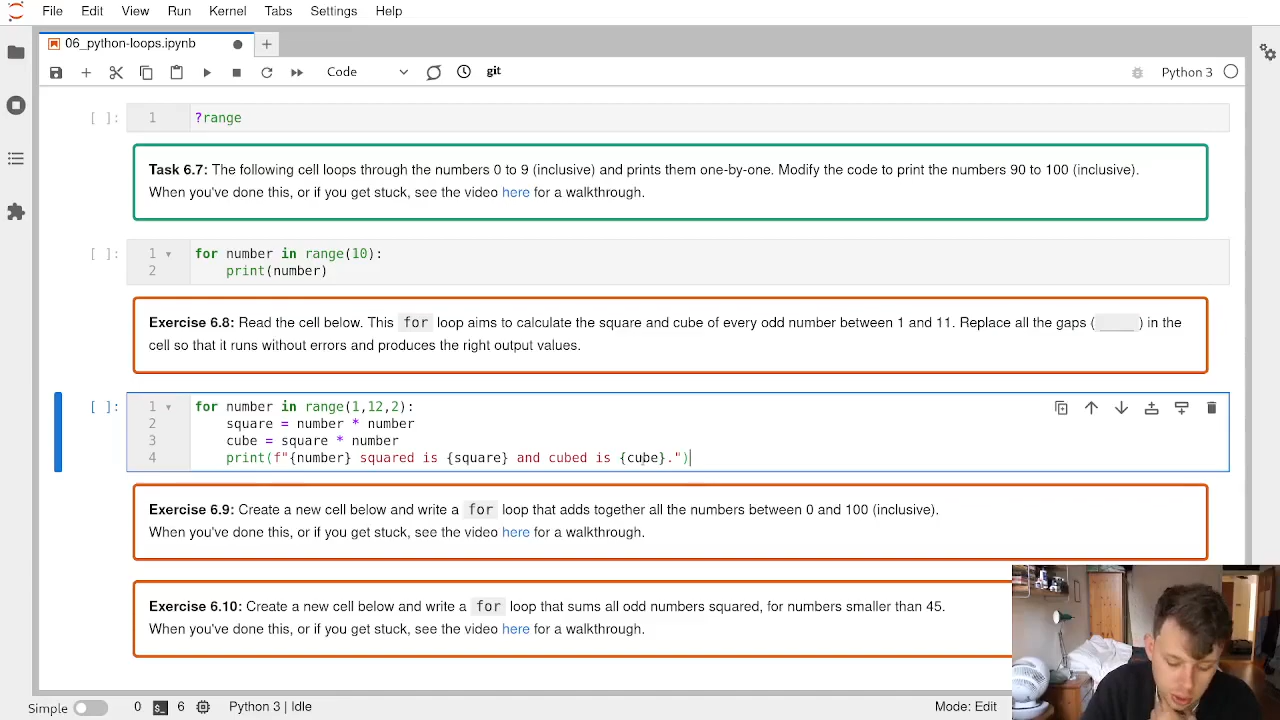 File Edit View Run Kernel Tabs Settings Help
06_python-loops.ipynb
Code git Python 3
[ ]: 1 ?range
Task 6.7: The following cell loops through the numbers 0 to 9 (inclusive) and prints them one-by-one. Modify the code to print the numbers 90 to 100 (inclusive).
When you've done this, or if you get stuck, see the video here for a walkthrough.
[ ]: 1 for number in range(10):
2 print(number)
Exercise 6.8: Read the cell below. This for loop aims to calculate the square and cube of every odd number between 1 and 11. Replace all the gaps (_____) in the
cell so that it runs without errors and produces the right output values.
[ ]: 1 for number in range(1,12,2):
2 square = number * number
3 cube = square * number
4 print(f"{number} squared is {square} and cubed is {cube}.")
Exercise 6.9: Create a new cell below and write a for loop that adds together all the numbers between 0 and 100 (inclusive).
When you've done this, or if you get stuck, see the video here for a walkthrough.
Exercise 6.10: Create a new cell below and write a for loop that sums all odd numbers squared, for numbers smaller than 45.
When you've done this, or if you get stuck, see the video here for a walkthrough.
Simple 0 $_ 6 Python 3 | Idle Mode: Edit